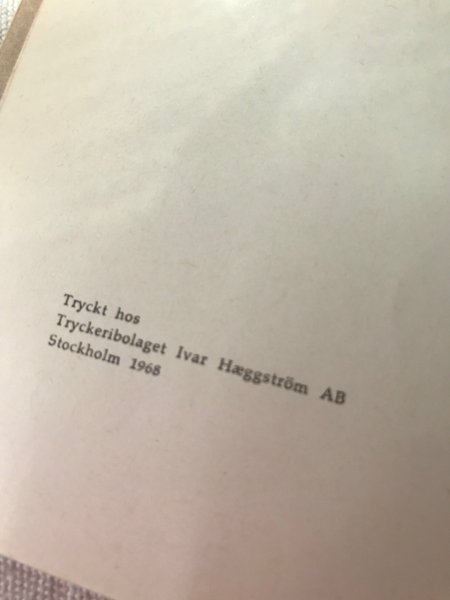 Tryckt hos
Tryckeribolaget Ivar Hæggström AB
Stockholm 1968